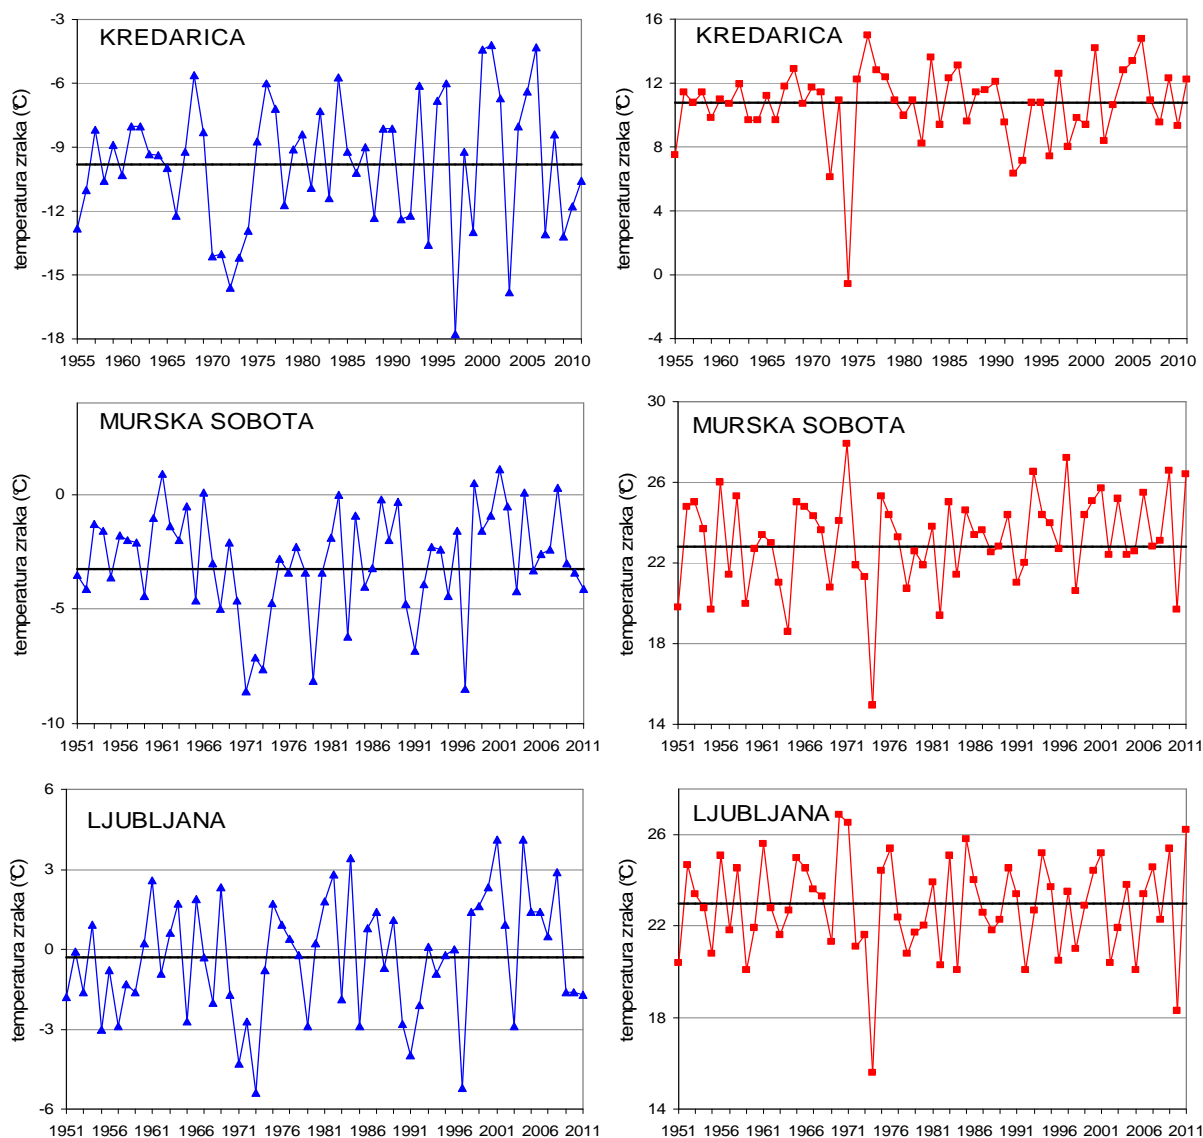 KREDARICA
temperatura zraka (°C)
-3
-6
-9
-12
-15
-18
1955 1960 1965 1970 1975 1980 1985 1990 1995 2000 2005 2010
KREDARICA
temperatura zraka (°C)
16
12
8
4
0
-4
1955 1960 1965 1970 1975 1980 1985 1990 1995 2000 2005 2010
MURSKA SOBOTA
temperatura zraka (°C)
0
-5
-10
1951 1956 1961 1966 1971 1976 1981 1986 1991 1996 2001 2006 2011
MURSKA SOBOTA
temperatura zraka (°C)
30
26
22
18
14
1951 1956 1961 1966 1971 1976 1981 1986 1991 1996 2001 2006 2011
LJUBLJANA
temperatura zraka (°C)
6
3
0
-3
-6
1951 1956 1961 1966 1971 1976 1981 1986 1991 1996 2001 2006 2011
LJUBLJANA
temperatura zraka (°C)
26
22
18
14
1951 1956 1961 1966 1971 1976 1981 1986 1991 1996 2001 2006 2011